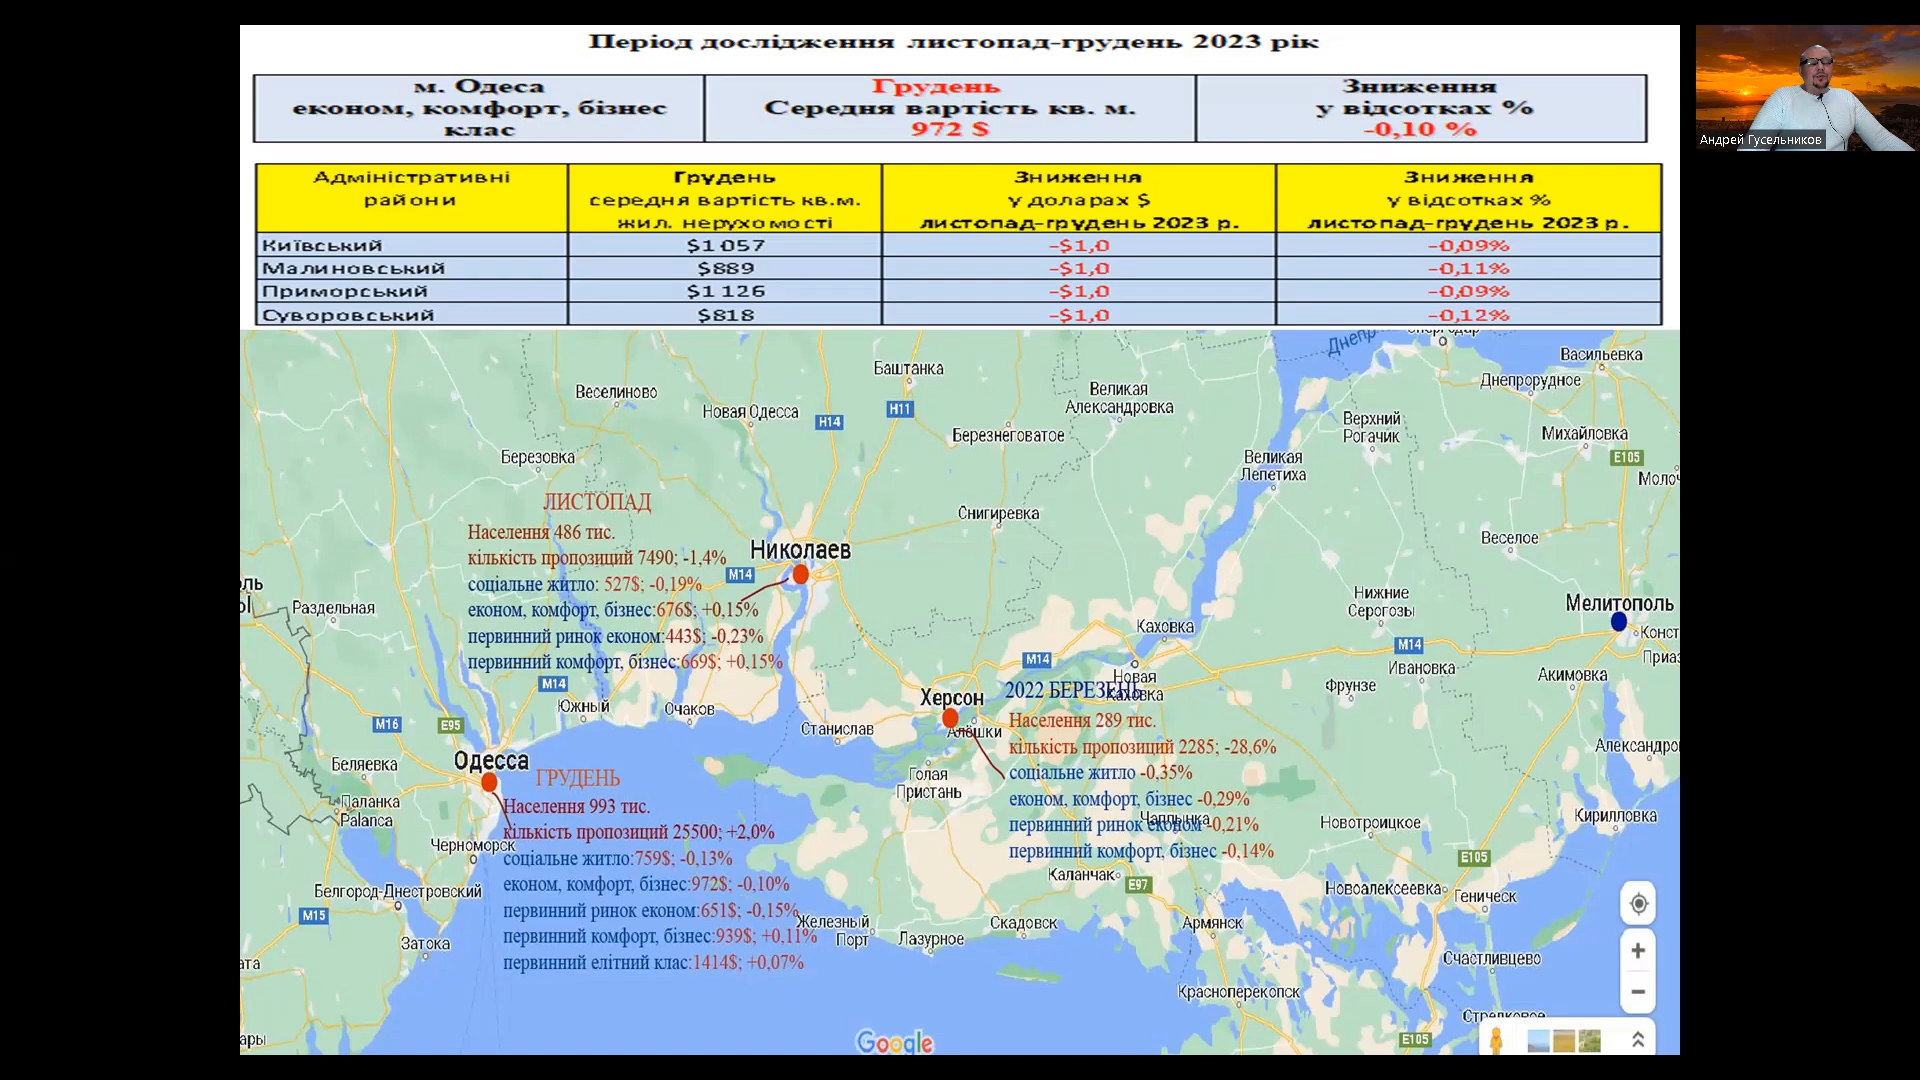 Період дослідження листопад-грудень 2023 рік
м. Одеса
економ, комфорт, бізнес
клас
Грудень
Середня вартість кв. м.
972 $
Зниження
у відсотках %
-0,10 %
Адміністративні
райони
Грудень
середня вартість кв.м.
жил. нерухомості
Зниження
у доларах $
листопад-грудень 2023 р.
Зниження
у відсотках %
листопад-грудень 2023 р.
Київський $1 057 -$1,0 -0,09%
Малиновський $889 -$1,0 -0,11%
Приморський $1 126 -$1,0 -0,09%
Суворовський $818 -$1,0 -0,12%
Андрей Гусельников
Днепр
Васильевка
Баштанка
Днепрорудное
Веселиново
Великая
Александровка
Новая Одесса
H14
H11
Верхний
Рогачик
Березнеговатое
Михайловка
E105
Березовка
Великая
Лепетиха
ЛИСТОПАД
Населення 486 тис.
кількість пропозиций 7490; -1,4%
соціальне житло: 527$; -0,19%
економ, комфорт, бізнес:676$; +0,15%
первинний ринок економ:443$; -0,23%
первинний комфорт, бізнес:669$; +0,15%
Снигиревка
Николаев
M14
Веселое
Раздельная
Нижние
Серогозы
Мелитополь
Каховка
M14
M14
Ивановка
Акимовка
Новая
Каховка
Фрунзе
M14
Южный
Очаков
Херсон
Алёшки
Станислав
2022 БЕРЕЗЕНЬ
Населення 289 тис.
кількість пропозиций 2285; -28,6%
соціальне житло -0,35%
економ, комфорт, бізнес -0,29%
первинний ринок економ -0,21%
первинний комфорт, бізнес -0,14%
M16
E95
Одесса
Беляевка
Голая
Пристань
Паланка
Palanca
Черноморск
ГРУДЕНЬ
Населення 993 тис.
кількість пропозиций 25500; +2,0%
соціальне житло:759$; -0,13%
економ, комфорт, бізнес:972$; -0,10%
первинний ринок економ:651$; -0,15%
первинний комфорт, бізнес:939$; +0,11%
первинний елітний клас:1414$; +0,07%
Чаплынка
Новотроицкое
Кирилловка
E105
Каланчак
E97
Новоалексеевка
Геническ
Белгород-Днестровский
M15
Затока
Железный
Порт
Лазурное
Скадовск
Армянск
Счастливцево
Красноперекопск
E105
Google